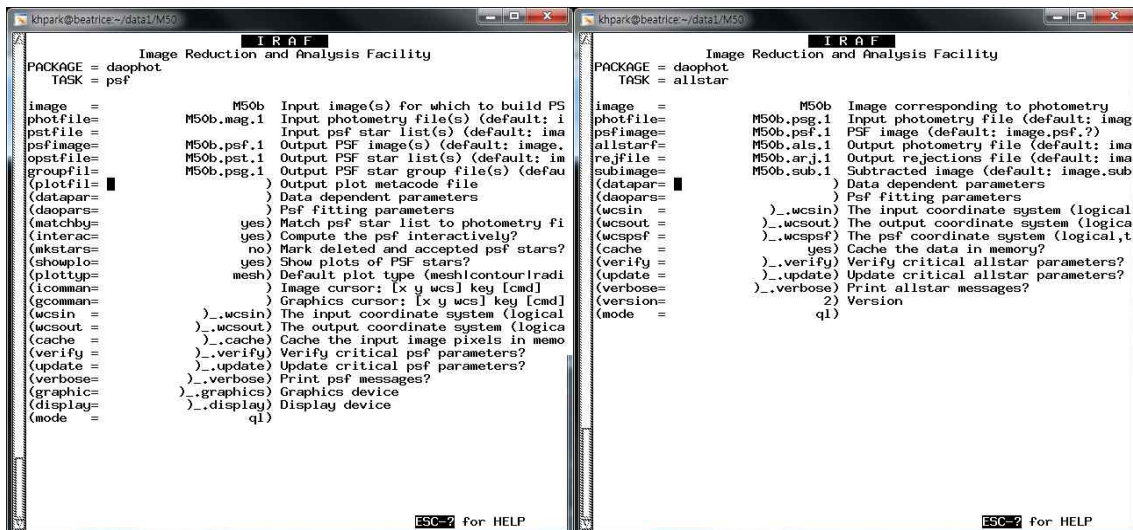 khpark@beatrice:~/data1/M50
I R A F
Image Reduction and Analysis Facility
PACKAGE = daophot
TASK = psf
image = M50b Input image(s) for which to build PS
photfile= M50b.mag.1 Input photometry file(s) (default: i
pstfile = Input psf star list(s) (default: ima
psfimage= M50b.psf.1 Output PSF image(s) (default: image.
opstfile= M50b.pst.1 Output PSF star list(s) (default: im
groupfil= M50b.psg.1 Output PSF star group file(s) (defau
(plotfil= ) Output plot metacode file
(datapar= ) Data dependent parameters
(daopars= ) Psf fitting parameters
(matchby= yes) Match psf star list to photometry fi
(interac= yes) Compute the psf interactively?
(mkstars= no) Mark deleted and accepted psf stars?
(showplo= yes) Show plots of PSF stars?
(plottyp= mesh) Default plot type (mesh|contour|radi
(icomman= ) Image cursor: [x y wcs] key [cmd]
(gcomman= ) Graphics cursor: [x y wcs] key [cmd]
(wcsin = )_.wcsin) The input coordinate system (logical
(wcsout = )_.wcsout) The output coordinate system (logica
(cache = )_.cache) Cache the input image pixels in memo
(verify = )_.verify) Verify critical psf parameters?
(update = )_.update) Update critical psf parameters?
(verbose= )_.verbose) Print psf messages?
(graphic= )_.graphics) Graphics device
(display= )_.display) Display device
(mode = ql)
ESC-? for HELP
khpark@beatrice:~/data1/M50
I R A F
Image Reduction and Analysis Facility
PACKAGE = daophot
TASK = allstar
image = M50b Image corresponding to photometry
photfile= M50b.psg.1 Input photometry file (default: imag
psfimage= M50b.psf.1 PSF image (default: image.psf.?)
allstarf= M50b.als.1 Output photometry file (default: ima
rejfile = M50b.arj.1 Output rejections file (default: ima
subimage= M50b.sub.1 Subtracted image (default: image.sub
(datapar= ) Data dependent parameters
(daopars= ) Psf fitting parameters
(wcsin = )_.wcsin) The input coordinate system (logical
(wcsout = )_.wcsout) The output coordinate system (logica
(wcspsf = )_.wcspsf) The psf coordinate system (logical,t
(cache = yes) Cache the data in memory?
(verify = )_.verify) Verify critical allstar parameters?
(update = )_.update) Update critical allstar parameters?
(verbose= )_.verbose) Print allstar messages?
(version= 2) Version
(mode = ql)
ESC-? for HELP